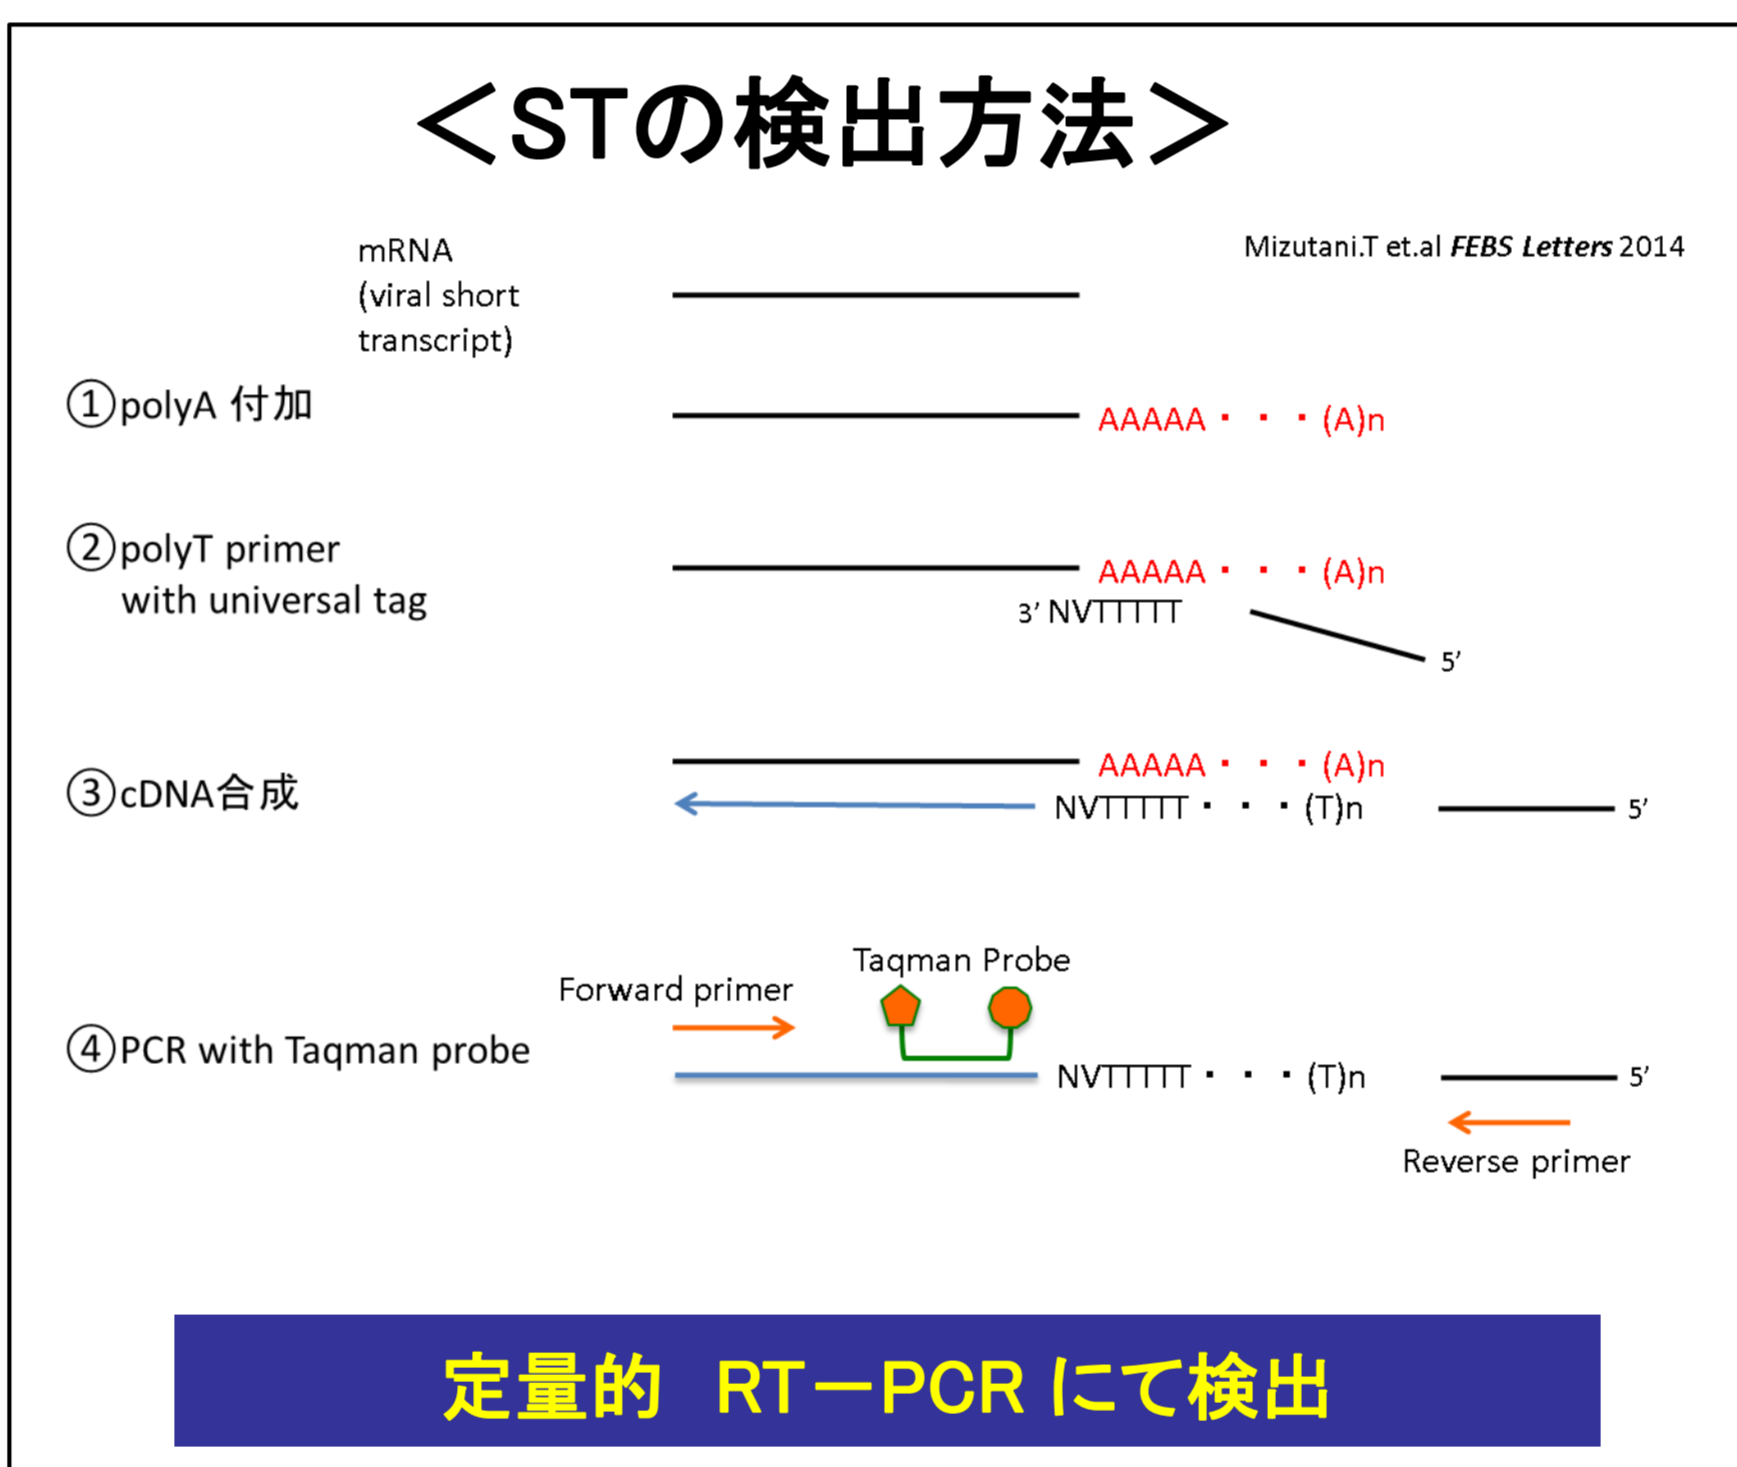 ＜STの検出方法＞
Mizutani.T et.al FEBS Letters 2014
mRNA
(viral short
transcript)
①polyA 付加
AAAAA・・・(A)n
②polyT primer
with universal tag
AAAAA・・・(A)n
3’ NVTTTTT
5’
③cDNA合成
AAAAA・・・(A)n
NVTTTTT・・・(T)n
5’
Taqman Probe
Forward primer
④PCR with Taqman probe
NVTTTTT・・・(T)n
5’
Reverse primer
定量的　RT－PCR にて検出